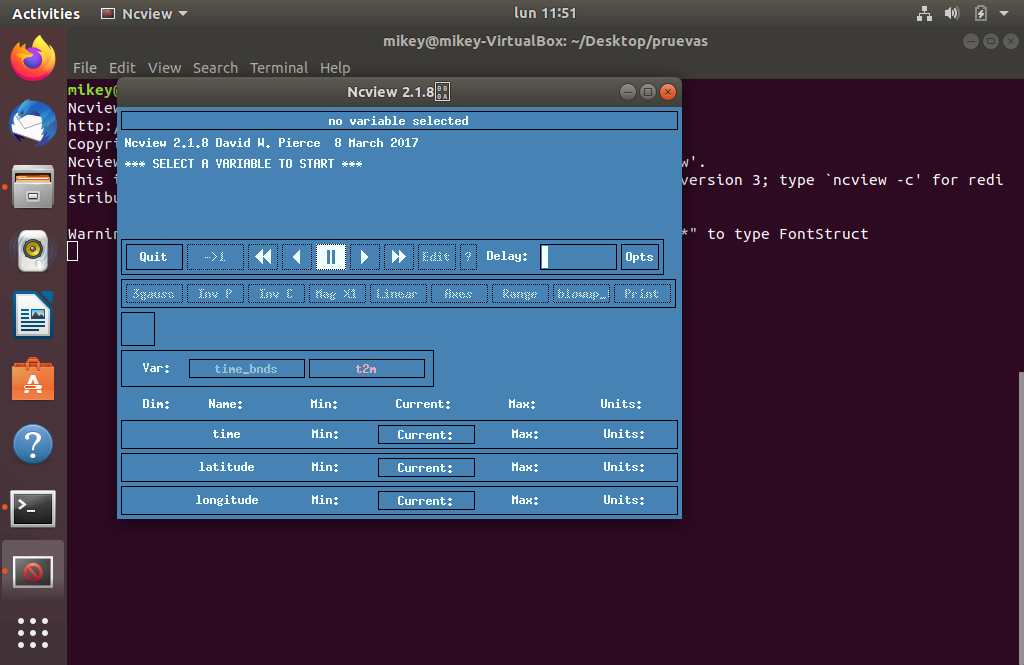 Activities Ncview lun 11:51
mikey@mikey-VirtualBox: ~/Desktop/pruevas
File Edit View Search Terminal Help
mikey@
Ncview 2.1.8
no variable selected
Ncview 2.1.8 David W. Pierce 8 March 2017
*** SELECT A VARIABLE TO START ***
Ncview
http:/
Copyri
Ncview w'.
This version 3; type `ncview -c' for redi
stribu
Warnin *" to type FontStruct
Quit ->1 Edit ? Delay: Opts
3gauss Inv P Inv C Mag X1 Linear Axes Range blowup_ Print
Var: time_bnds t2m
Dim: Name: Min: Current: Max: Units:
time Min: Current: Max: Units:
latitude Min: Current: Max: Units:
longitude Min: Current: Max: Units: